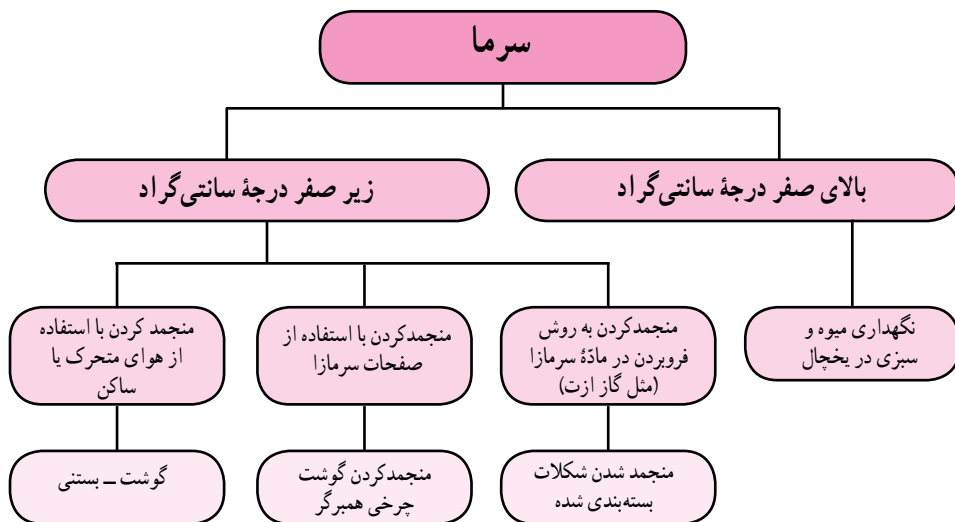 سرما
بالای صفر درجهٔ سانتی‌گراد
زیر صفر درجهٔ سانتی‌گراد
نگهداری میوه و
سبزی در یخچال
منجمدکردن به روش
فروبردن در مادّهٔ سرمازا
(مثل گاز ازت)
منجمدکردن با استفاده از
صفحات سرمازا
منجمد کردن با استفاده
از هوای متحرک یا
ساکن
منجمد شدن شکلات
بسته‌بندی شده
منجمدکردن گوشت
چرخی همبرگر
گوشت ــ بستنی